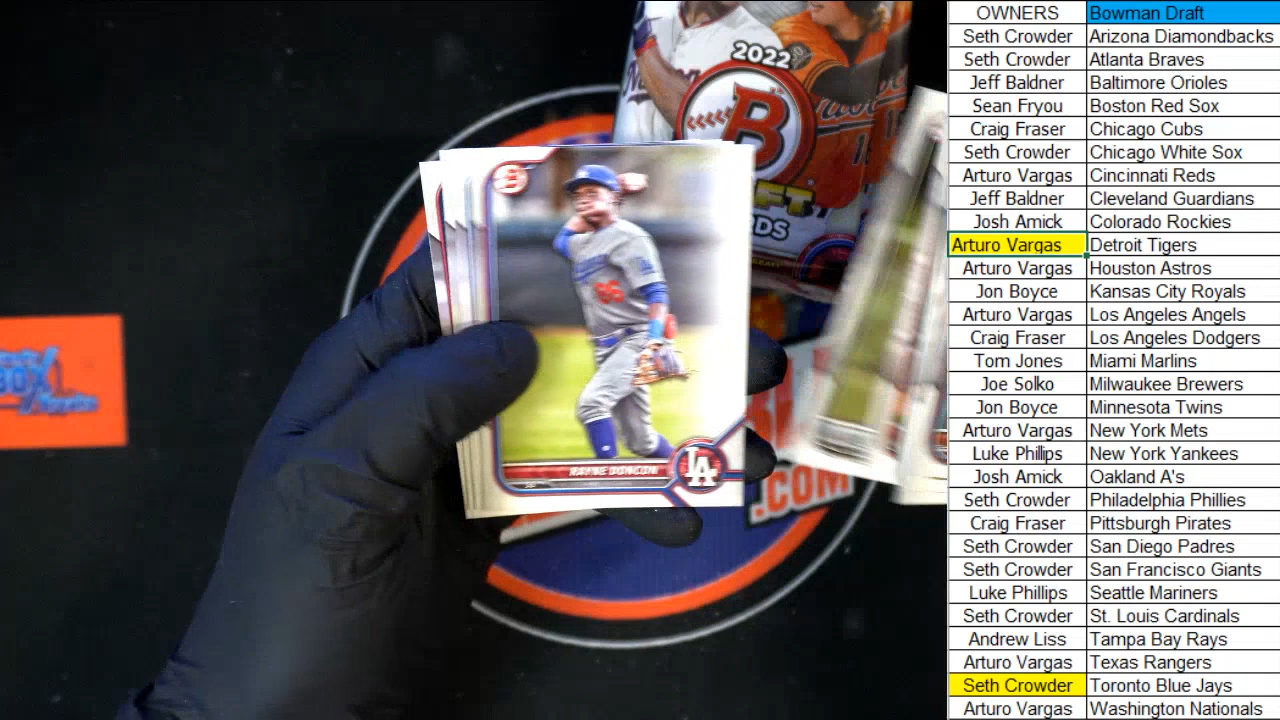 2022
B
RDS
RAYNE DONCON
LA
.COM
OWNERS Bowman Draft
Seth Crowder Arizona Diamondbacks
Seth Crowder Atlanta Braves
Jeff Baldner Baltimore Orioles
Sean Fryou Boston Red Sox
Craig Fraser Chicago Cubs
Seth Crowder Chicago White Sox
Arturo Vargas Cincinnati Reds
Jeff Baldner Cleveland Guardians
Josh Amick Colorado Rockies
Arturo Vargas Detroit Tigers
Arturo Vargas Houston Astros
Jon Boyce Kansas City Royals
Arturo Vargas Los Angeles Angels
Craig Fraser Los Angeles Dodgers
Tom Jones Miami Marlins
Joe Solko Milwaukee Brewers
Jon Boyce Minnesota Twins
Arturo Vargas New York Mets
Luke Phillips New York Yankees
Josh Amick Oakland A's
Seth Crowder Philadelphia Phillies
Craig Fraser Pittsburgh Pirates
Seth Crowder San Diego Padres
Seth Crowder San Francisco Giants
Luke Phillips Seattle Mariners
Seth Crowder St. Louis Cardinals
Andrew Liss Tampa Bay Rays
Arturo Vargas Texas Rangers
Seth Crowder Toronto Blue Jays
Arturo Vargas Washington Nationals